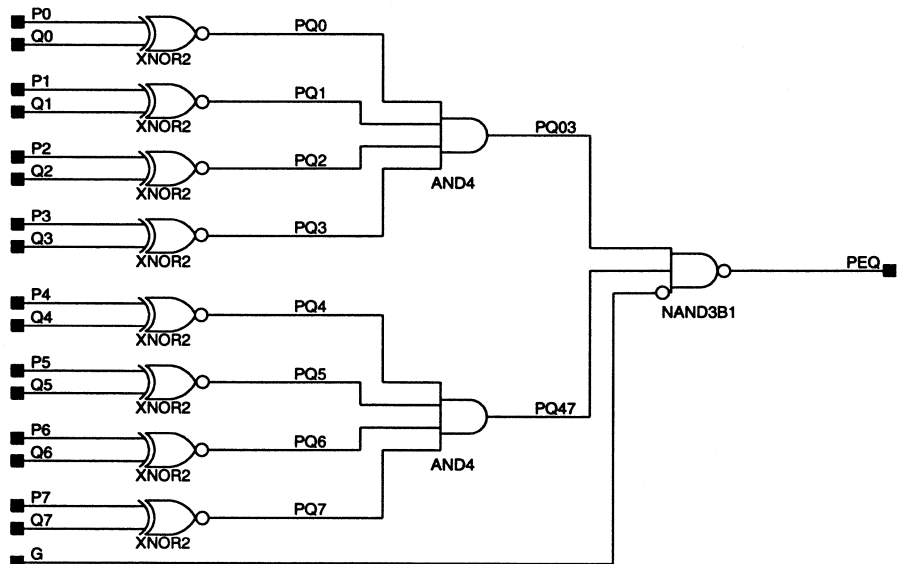 P0 PQ0
Q0
XNOR2
P1 PQ1
Q1
XNOR2
PQ03
P2 PQ2
Q2
AND4
XNOR2
P3 PQ3
Q3
XNOR2
PEQ
P4 PQ4
NAND3B1
Q4
XNOR2
P5 PQ5
Q5
XNOR2
PQ47
P6 PQ6
Q6
AND4
XNOR2
P7 PQ7
Q7
XNOR2
G